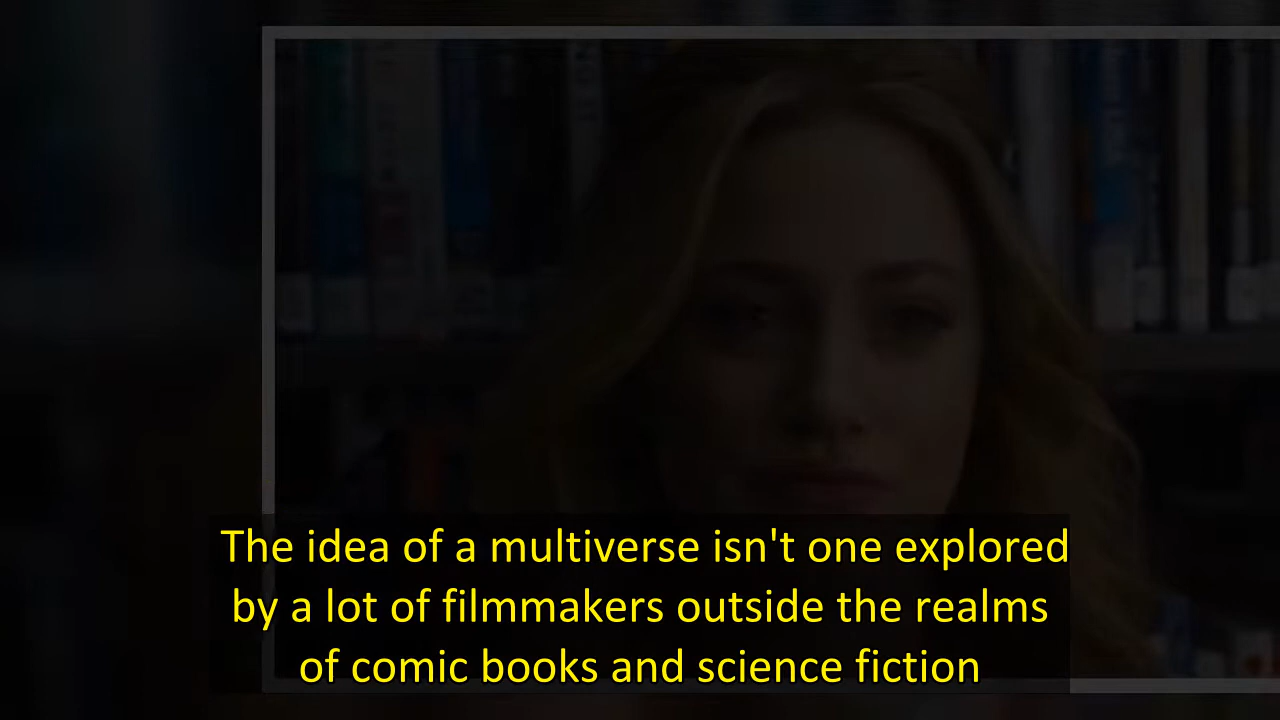 The idea of a multiverse isn't one explored
by a lot of filmmakers outside the realms
of comic books and science fiction